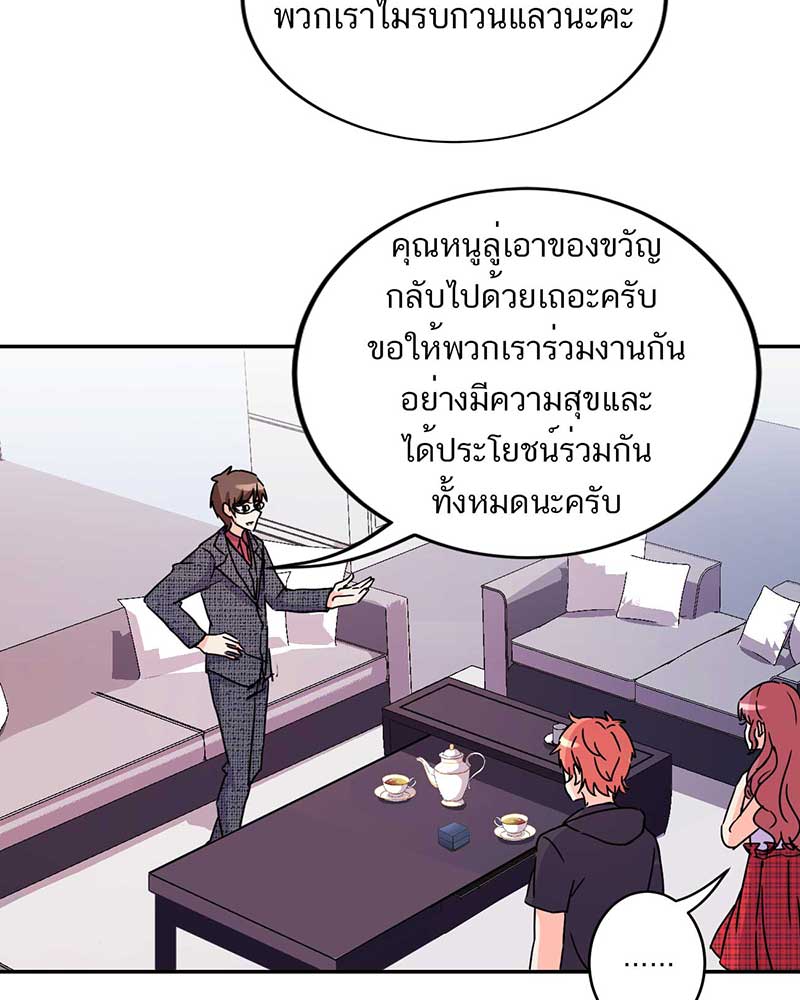 พวกเราไม่รบกวนแล้วนะคะ
คุณหนูลู่เอาของขวัญ
กลับไปด้วยเถอะครับ
ขอให้พวกเราร่วมงานกัน
อย่างมีความสุขและ
ได้ประโยชน์ร่วมกัน
ทั้งหมดนะครับ
......